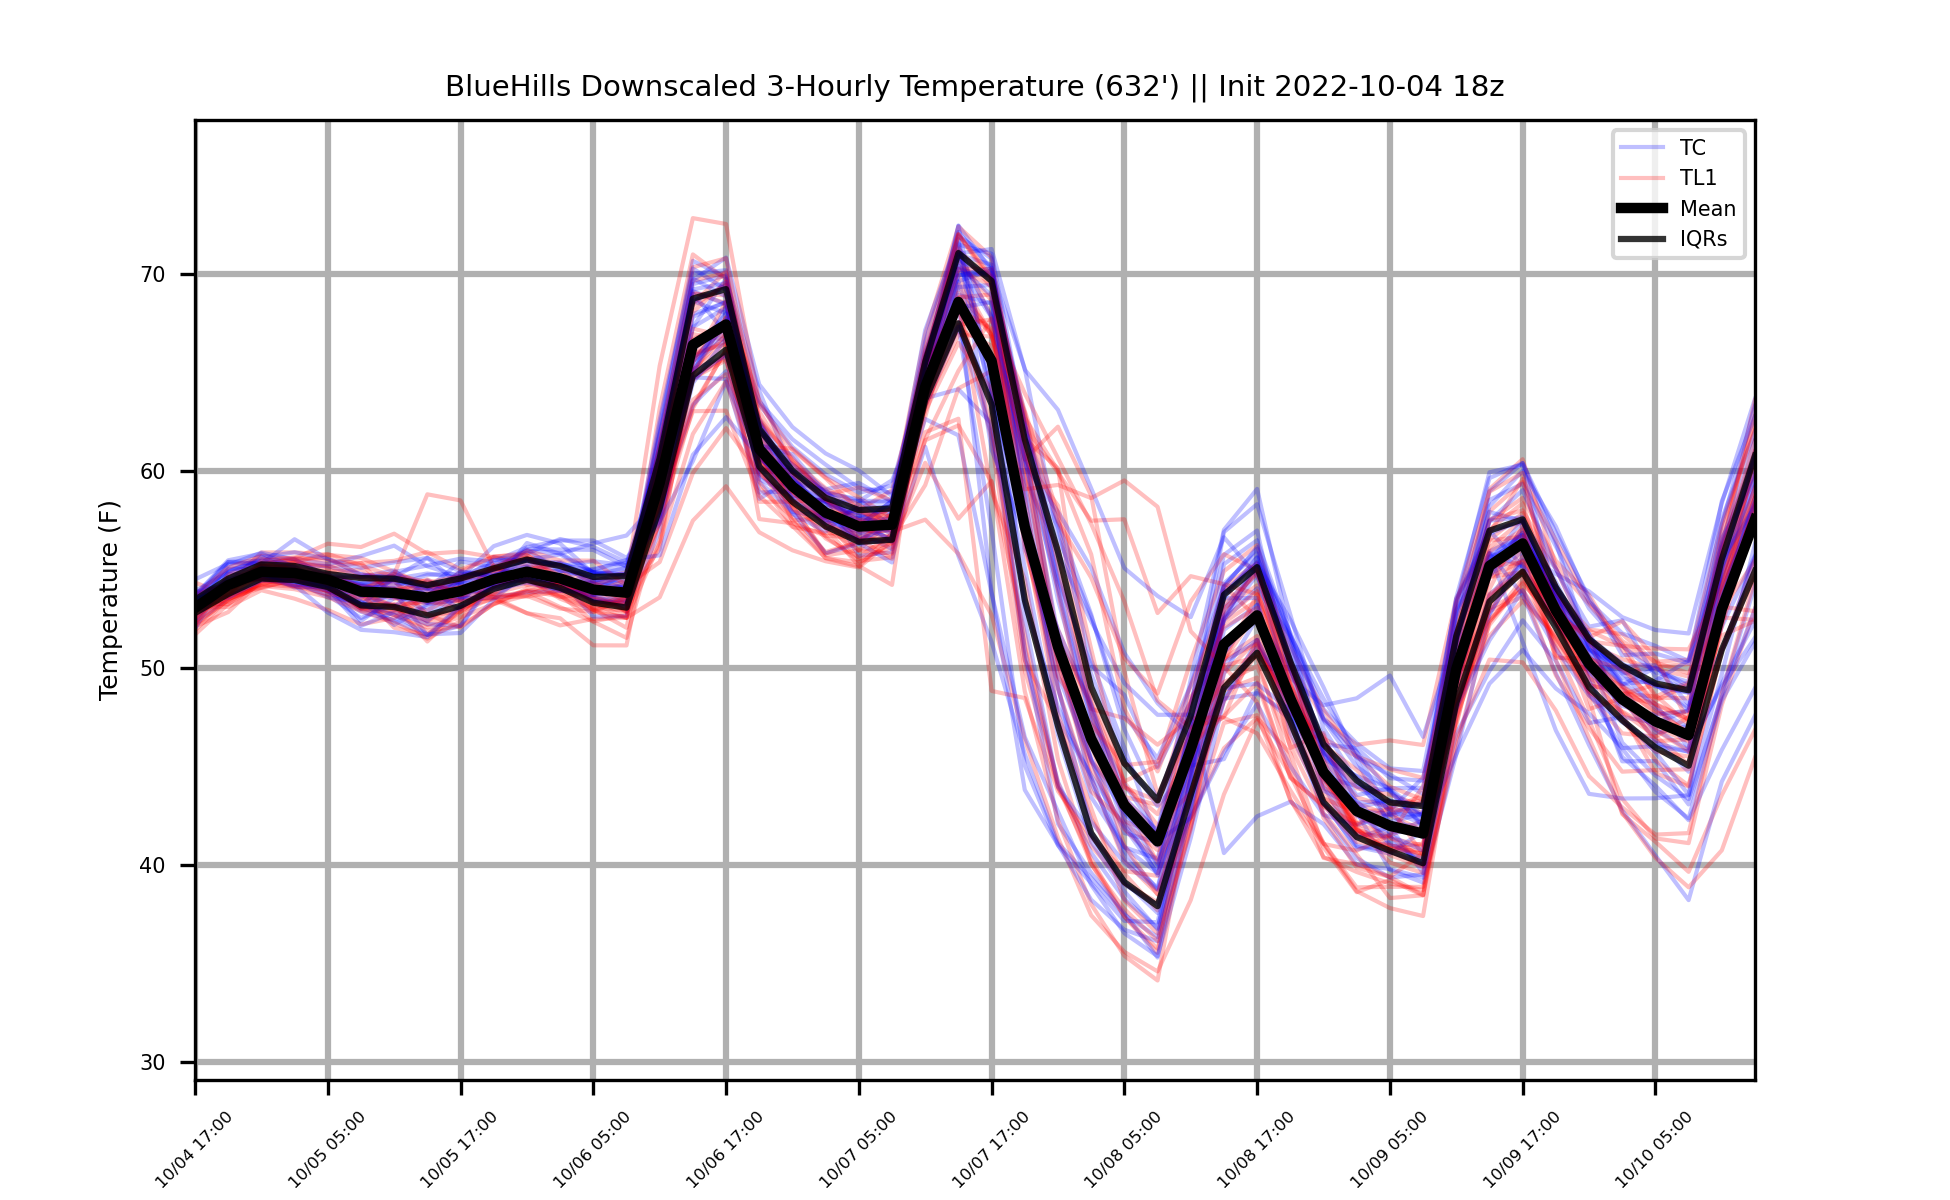 BlueHills Downscaled 3-Hourly Temperature (632') || Init 2022-10-04 18z
TC
TL1
Mean
IQRs
Temperature (F)
70
60
50
40
30
10/04 17:00
10/05 05:00
10/05 17:00
10/06 05:00
10/06 17:00
10/07 05:00
10/07 17:00
10/08 05:00
10/08 17:00
10/09 05:00
10/09 17:00
10/10 05:00